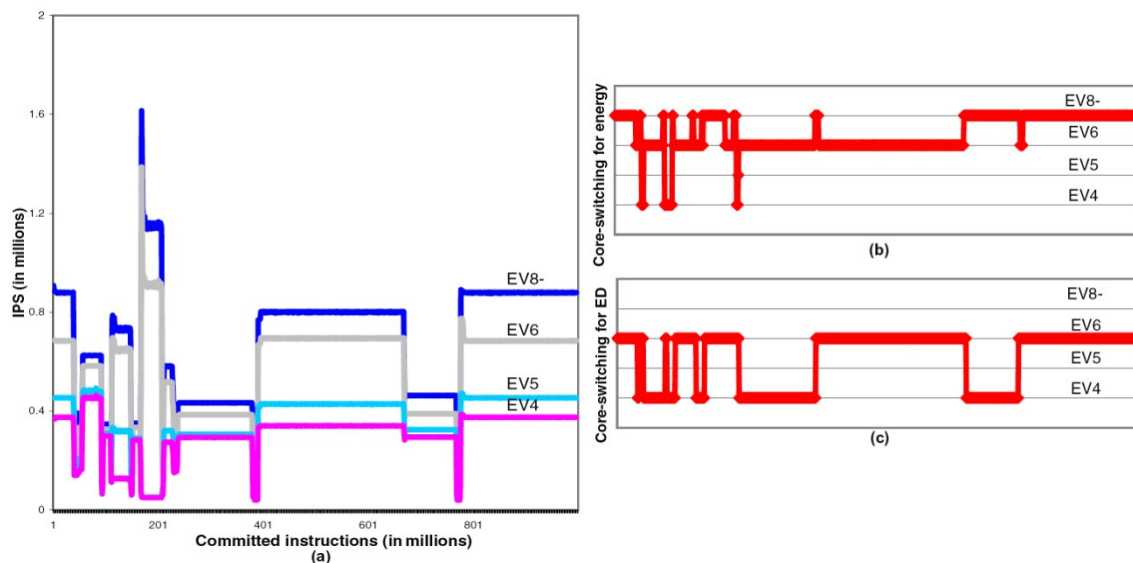 2
1.6
1.2
0.8
0.4
0
IPS (in millions)
EV8-
EV6
EV5
EV4
1 201 401 601 801
Committed instructions (in millions)
(a)
Core-switching for energy
EV8-
EV6
EV5
EV4
(b)
Core-switching for ED
EV8-
EV6
EV5
EV4
(c)